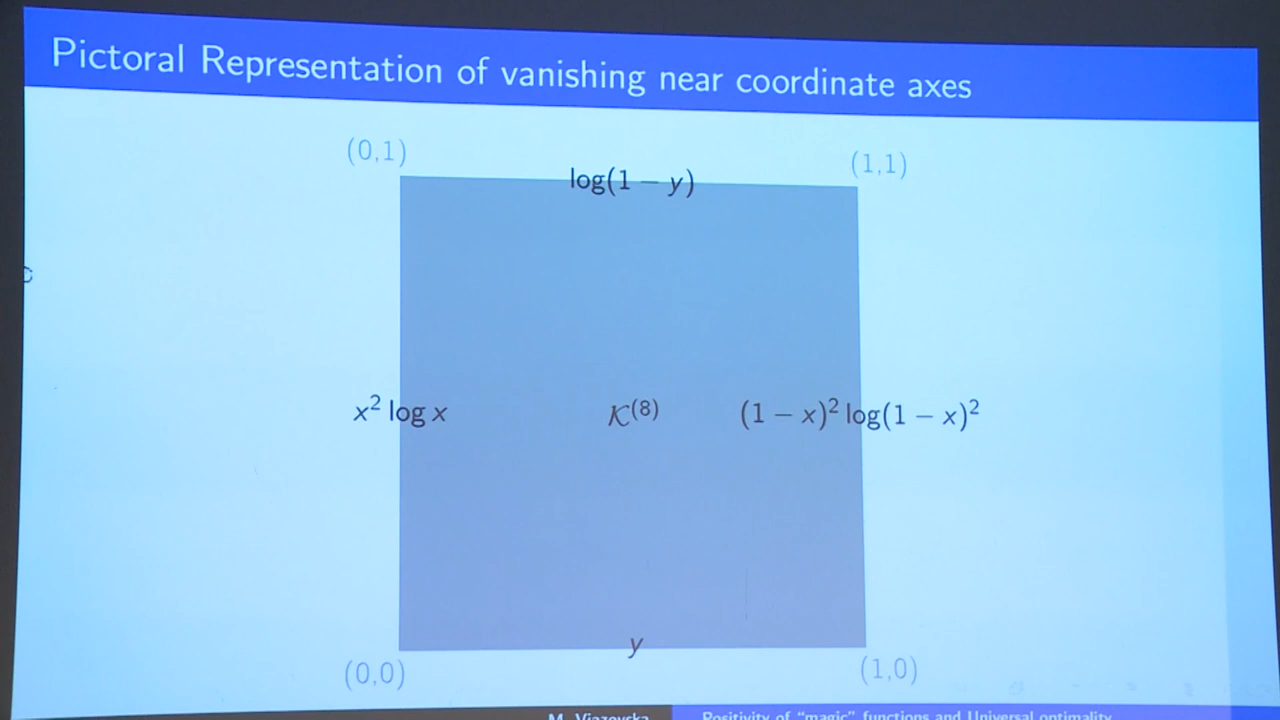 Pictoral Representation of vanishing near coordinate axes
(0,1)
(1,1)
log(1 − y)
x² log x
𝒦⁽⁸⁾
(1 − x)² log(1 − x)²
y
(0,0)
(1,0)
M. Viazovska
Positivity of “magic” functions and Universal optimality